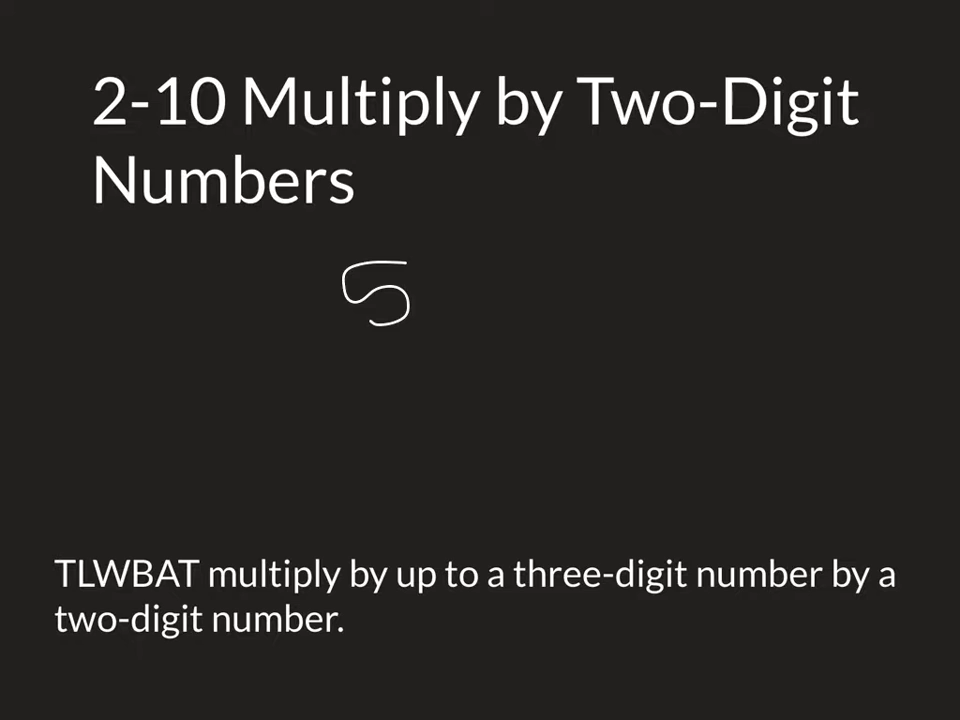 2-10 Multiply by Two-Digit
Numbers
5
TLWBAT multiply by up to a three-digit number by a
two-digit number.